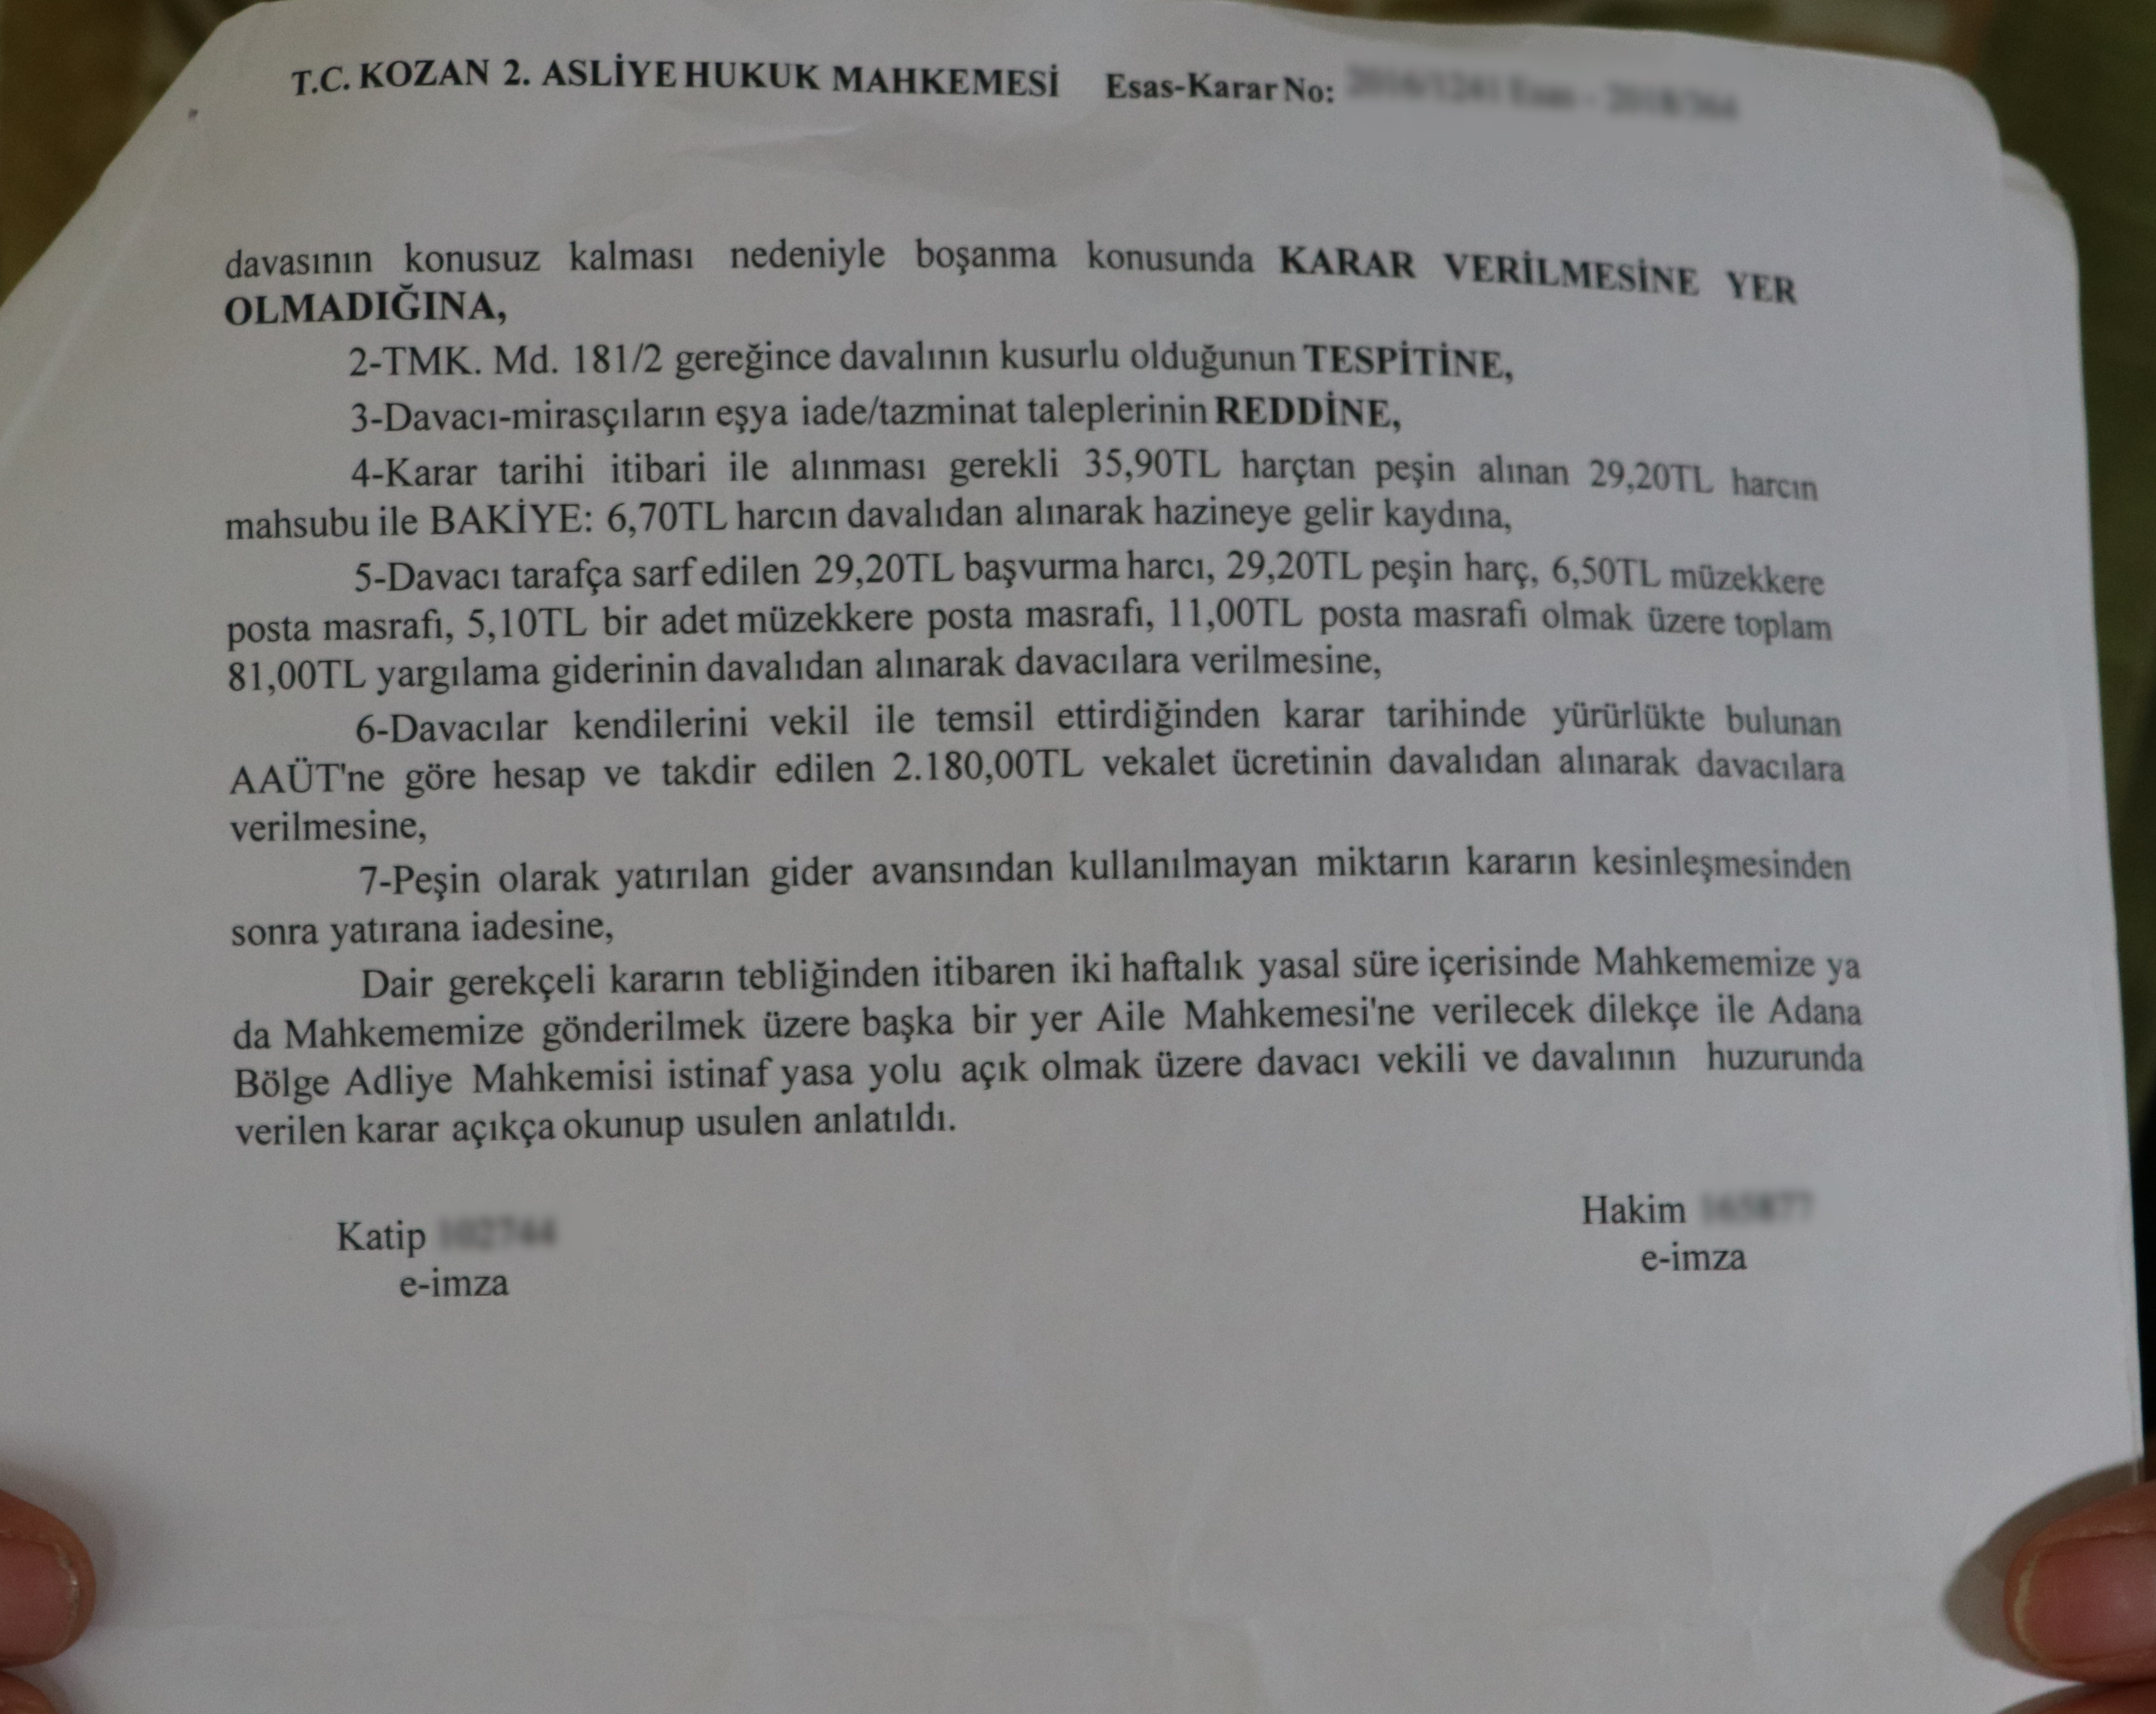 T.C. KOZAN 2. ASLİYE HUKUK MAHKEMESİ Esas-Karar No:
davasının konusuz kalması nedeniyle boşanma konusunda KARAR VERİLMESİNE YER
OLMADIĞINA,
2-TMK. Md. 181/2 gereğince davalının kusurlu olduğunun TESPİTİNE,
3-Davacı-mirasçıların eşya iade/tazminat taleplerinin REDDİNE,
4-Karar tarihi itibari ile alınması gerekli 35,90TL harçtan peşin alınan 29,20TL harcın
mahsubu ile BAKİYE: 6,70TL harcın davalıdan alınarak hazineye gelir kaydına,
5-Davacı tarafça sarf edilen 29,20TL başvurma harcı, 29,20TL peşin harç, 6,50TL müzekkere
posta masrafı, 5,10TL bir adet müzekkere posta masrafı, 11,00TL posta masrafı olmak üzere toplam
81,00TL yargılama giderinin davalıdan alınarak davacılara verilmesine,
6-Davacılar kendilerini vekil ile temsil ettirdiğinden karar tarihinde yürürlükte bulunan
AAÜT'ne göre hesap ve takdir edilen 2.180,00TL vekalet ücretinin davalıdan alınarak davacılara
verilmesine,
7-Peşin olarak yatırılan gider avansından kullanılmayan miktarın kararın kesinleşmesinden
sonra yatırana iadesine,
Dair gerekçeli kararın tebliğinden itibaren iki haftalık yasal süre içerisinde Mahkememize ya
da Mahkememize gönderilmek üzere başka bir yer Aile Mahkemesi'ne verilecek dilekçe ile Adana
Bölge Adliye Mahkemisi istinaf yasa yolu açık olmak üzere davacı vekili ve davalının huzurunda
verilen karar açıkça okunup usulen anlatıldı.
Katip
e-imza
Hakim
e-imza